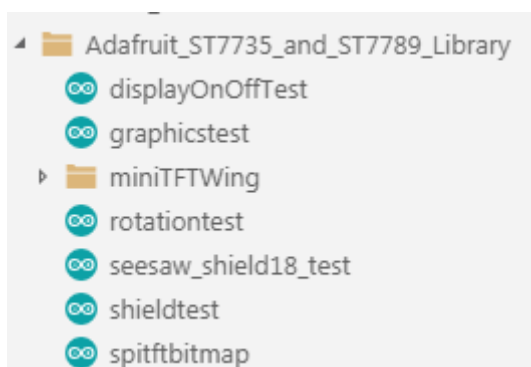 Adafruit_ST7735_and_ST7789_Library
displayOnOffTest
graphicstest
miniTFTWing
rotationtest
seesaw_shield18_test
shieldtest
spitftbitmap